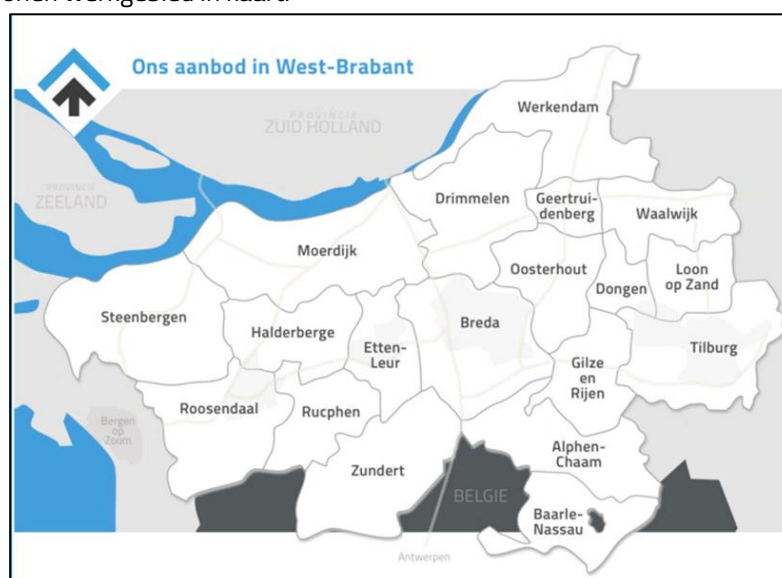 Ons aanbod in West-Brabant
Werkendam
PROVINCIE
ZUID HOLLAND
PROVINCIE
ZEELAND
Drimmelen
Geertrui-
denberg
Waalwijk
Moerdijk
Oosterhout
Dongen
Loon
op Zand
Steenbergen
Halderberge
Etten-
Leur
Breda
Gilze
en
Rijen
Tilburg
Roosendaal
Rucphen
Bergen
op
Zoom
Zundert
Alphen-
Chaam
BELGIE
Baarle-
Nassau
Antwerpen